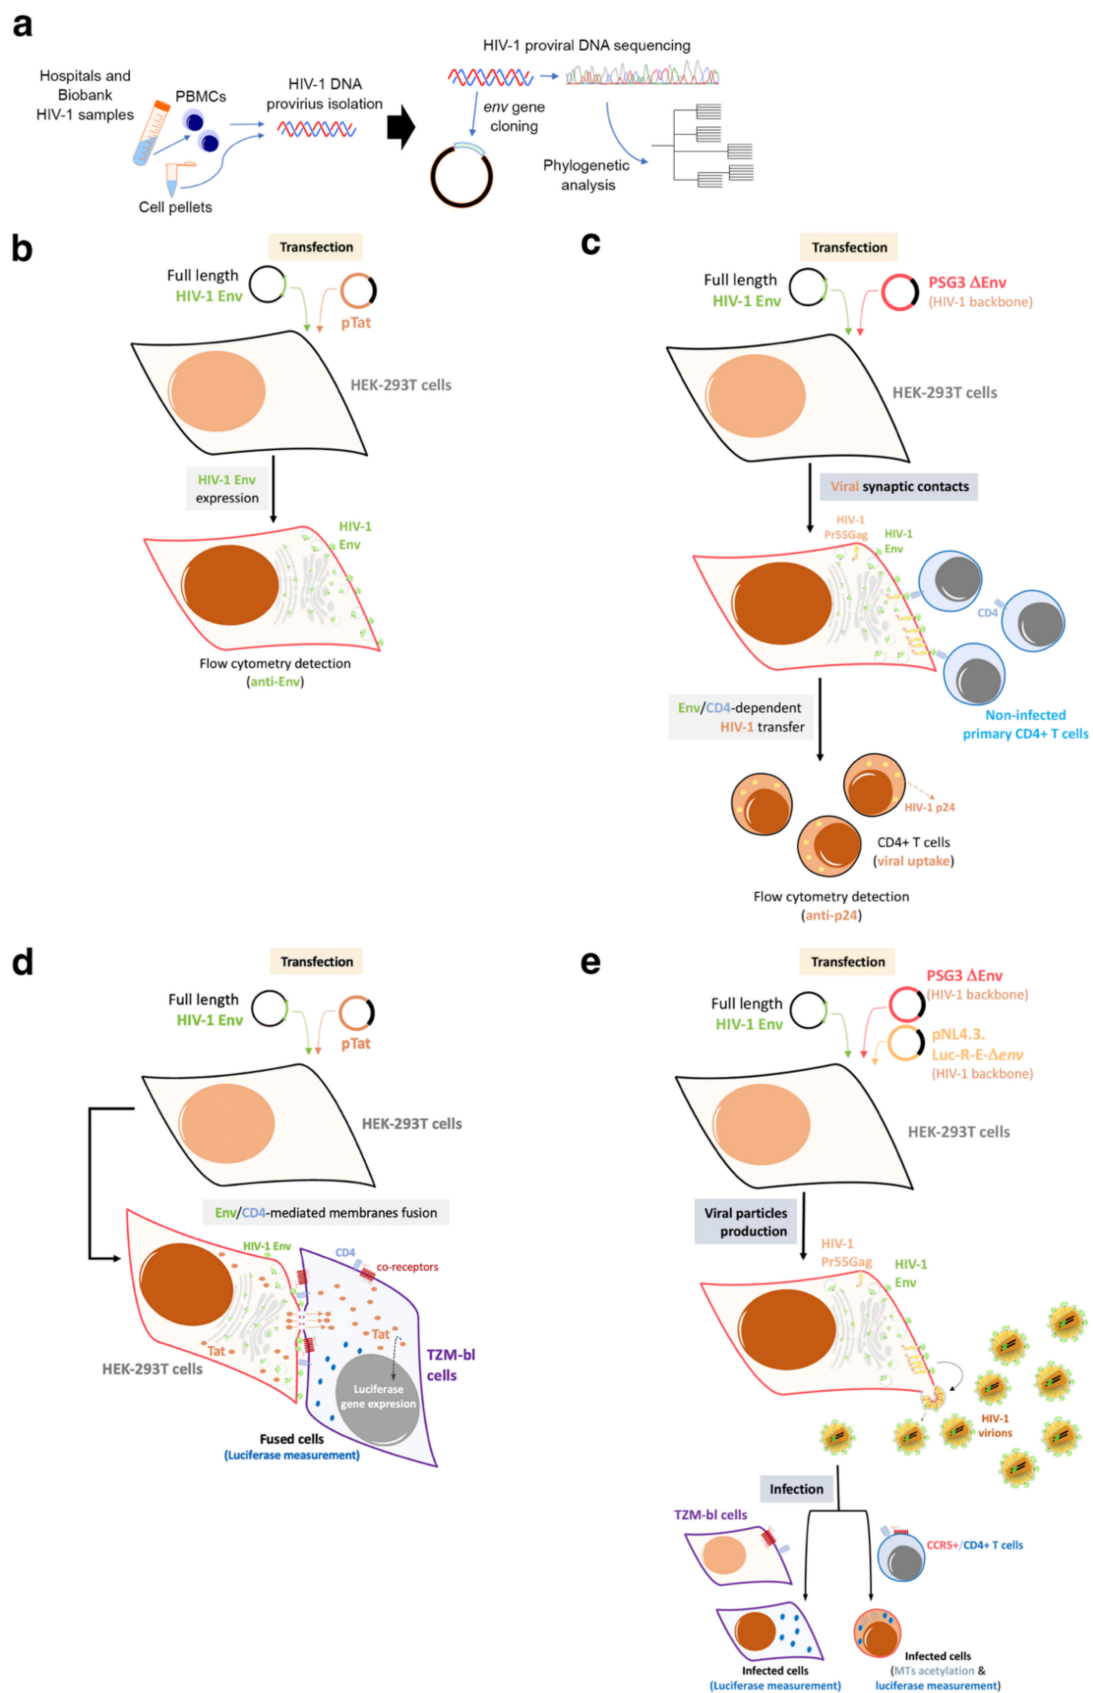 a
Hospitals and
Biobank
HIV-1 samples
PBMCs
Cell pellets
HIV-1 DNA
provirius isolation
HIV-1 proviral DNA sequencing
env gene
cloning
Phylogenetic
analysis
b
Transfection
Full length
HIV-1 Env
pTat
HEK-293T cells
HIV-1 Env
expression
HIV-1
Env
Flow cytometry detection
(anti-Env)
c
Transfection
Full length
HIV-1 Env
PSG3 ΔEnv
(HIV-1 backbone)
HEK-293T cells
Viral synaptic contacts
HIV-1
Pr55Gag
HIV-1
Env
CD4
Non-infected
primary CD4+ T cells
Env/CD4-dependent
HIV-1 transfer
HIV-1 p24
CD4+ T cells
(viral uptake)
Flow cytometry detection
(anti-p24)
d
Transfection
Full length
HIV-1 Env
pTat
HEK-293T cells
Env/CD4-mediated membranes fusion
HIV-1 Env
CD4
co-receptors
Tat
Tat
HEK-293T cells
TZM-bl
cells
Luciferase
gene expresion
Fused cells
(Luciferase measurement)
e
Transfection
Full length
HIV-1 Env
PSG3 ΔEnv
(HIV-1 backbone)
pNL4.3.
Luc-R-E-Δenv
(HIV-1 backbone)
HEK-293T cells
Viral particles
production
HIV-1
Pr55Gag
HIV-1
Env
HIV-1
virions
Infection
TZM-bl cells
CCR5+/CD4+ T cells
Infected cells
(Luciferase measurement)
Infected cells
(MTs acetylation &
luciferase measurement)